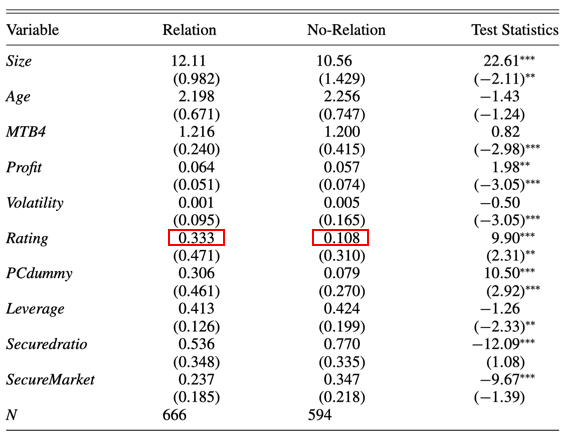 Variable Relation No-Relation Test Statistics
Size 12.11 10.56 22.61***
(0.982) (1.429) (−2.11)**
Age 2.198 2.256 −1.43
(0.671) (0.747) (−1.24)
MTB4 1.216 1.200 0.82
(0.240) (0.415) (−2.98)***
Profit 0.064 0.057 1.98**
(0.051) (0.074) (−3.05)***
Volatility 0.001 0.005 −0.50
(0.095) (0.165) (−3.05)***
Rating 0.333 0.108 9.90***
(0.471) (0.310) (2.31)**
PCdummy 0.306 0.079 10.50***
(0.461) (0.270) (2.92)***
Leverage 0.413 0.424 −1.26
(0.126) (0.199) (−2.33)**
Securedratio 0.536 0.770 −12.09***
(0.348) (0.335) (1.08)
SecureMarket 0.237 0.347 −9.67***
(0.185) (0.218) (−1.39)
N 666 594